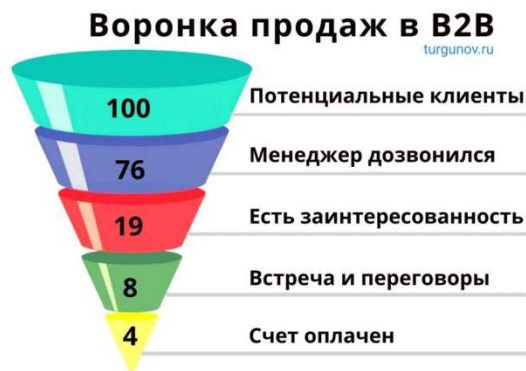 Воронка продаж в B2B
turgunov.ru
100
Потенциальные клиенты
76
Менеджер дозвонился
19
Есть заинтересованность
8
Встреча и переговоры
4
Счет оплачен